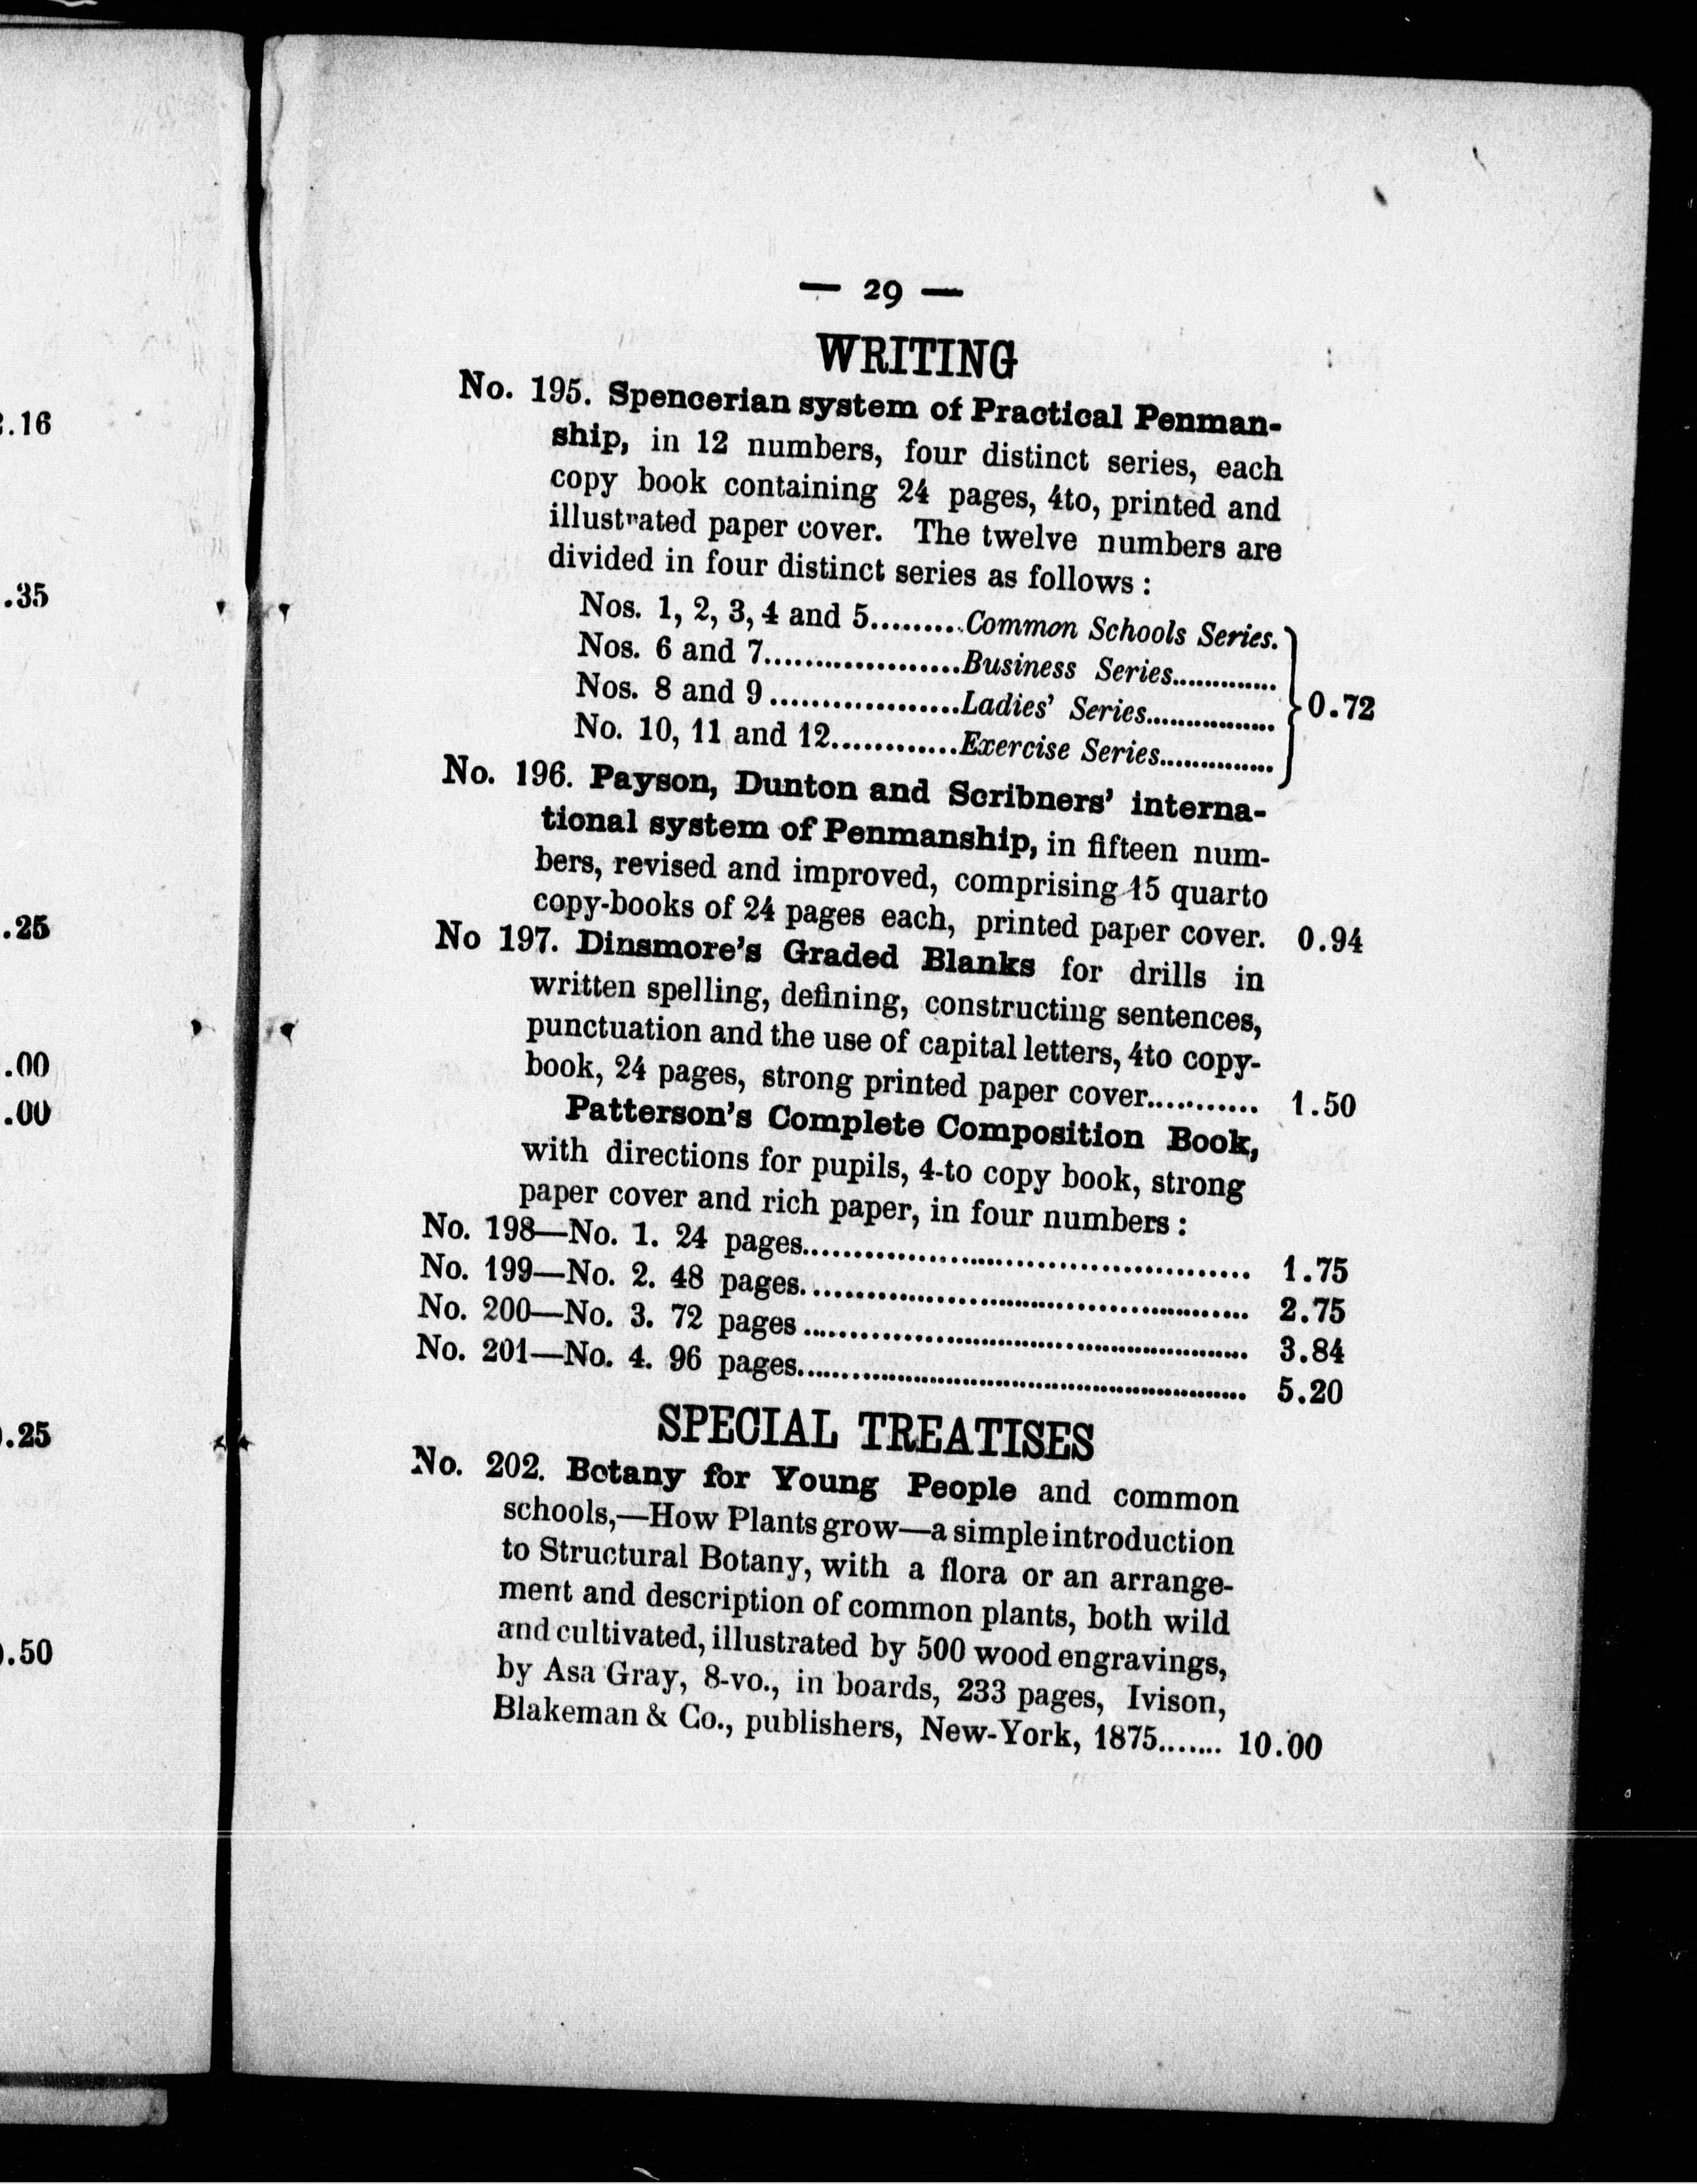 .16
.35
.25
.00
.00
.25
.50
— 29 —
WRITING
No. 195. Spencerian system of Practical Penman-
ship, in 12 numbers, four distinct series, each
copy book containing 24 pages, 4to, printed and
illustrated paper cover. The twelve numbers are
divided in four distinct series as follows :
Nos. 1, 2, 3, 4 and 5..........Common Schools Series.
Nos. 6 and 7....................Business Series.............
Nos. 8 and 9...................Ladies' Series................ } 0.72
No. 10, 11 and 12............Exercise Series..............
No. 196. Payson, Dunton and Scribners' interna-
tional system of Penmanship, in fifteen num-
bers, revised and improved, comprising 15 quarto
copy-books of 24 pages each, printed paper cover. 0.94
No 197. Dinsmore's Graded Blanks for drills in
written spelling, defining, constructing sentences,
punctuation and the use of capital letters, 4to copy-
book, 24 pages, strong printed paper cover........... 1.50
Patterson's Complete Composition Book,
with directions for pupils, 4-to copy book, strong
paper cover and rich paper, in four numbers :
No. 198—No. 1. 24 pages............................................. 1.75
No. 199—No. 2. 48 pages............................................. 2.75
No. 200—No. 3. 72 pages............................................. 3.84
No. 201—No. 4. 96 pages............................................. 5.20
SPECIAL TREATISES
No. 202. Botany for Young People and common
schools,—How Plants grow—a simple introduction
to Structural Botany, with a flora or an arrange-
ment and description of common plants, both wild
and cultivated, illustrated by 500 wood engravings,
by Asa Gray, 8-vo., in boards, 233 pages, Ivison,
Blakeman & Co., publishers, New-York, 1875....... 10.00